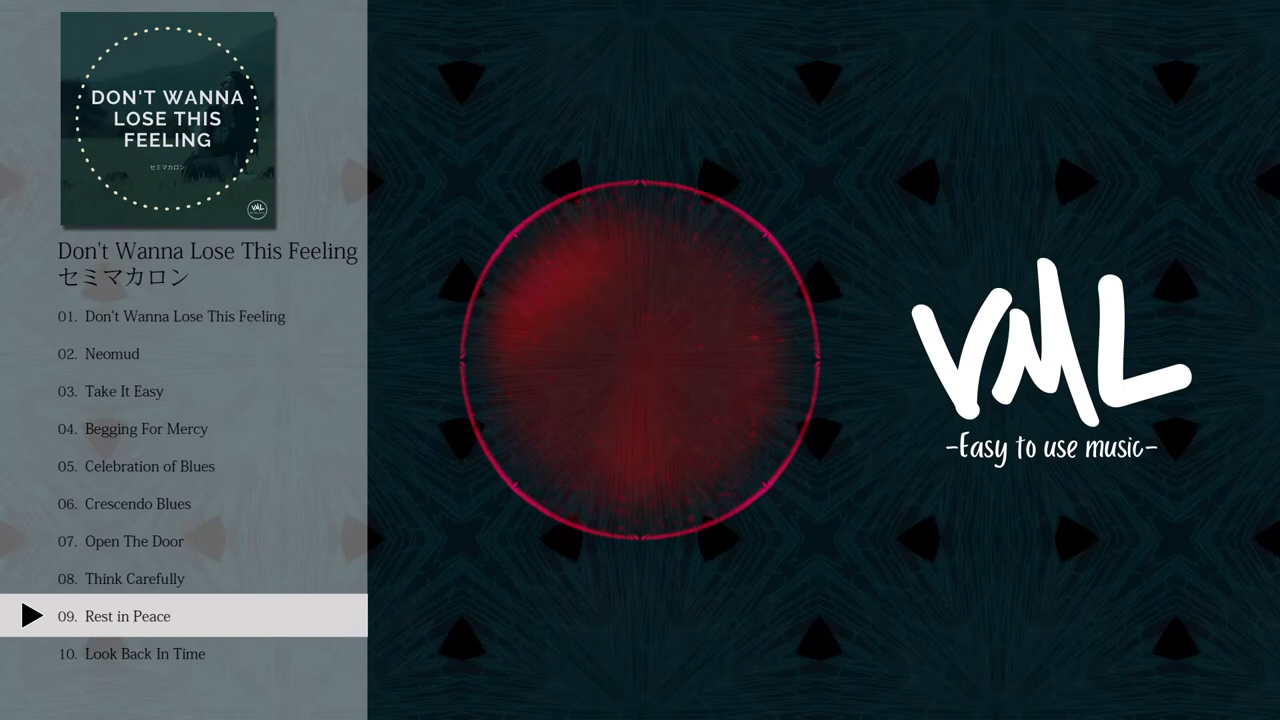 DON'T WANNA
LOSE THIS
FEELING
セミマカロン
VML
Don't Wanna Lose This Feeling
セミマカロン
01. Don't Wanna Lose This Feeling
02. Neomud
03. Take It Easy
04. Begging For Mercy
05. Celebration of Blues
06. Crescendo Blues
07. Open The Door
08. Think Carefully
09. Rest in Peace
10. Look Back In Time
VML
-Easy to use music-